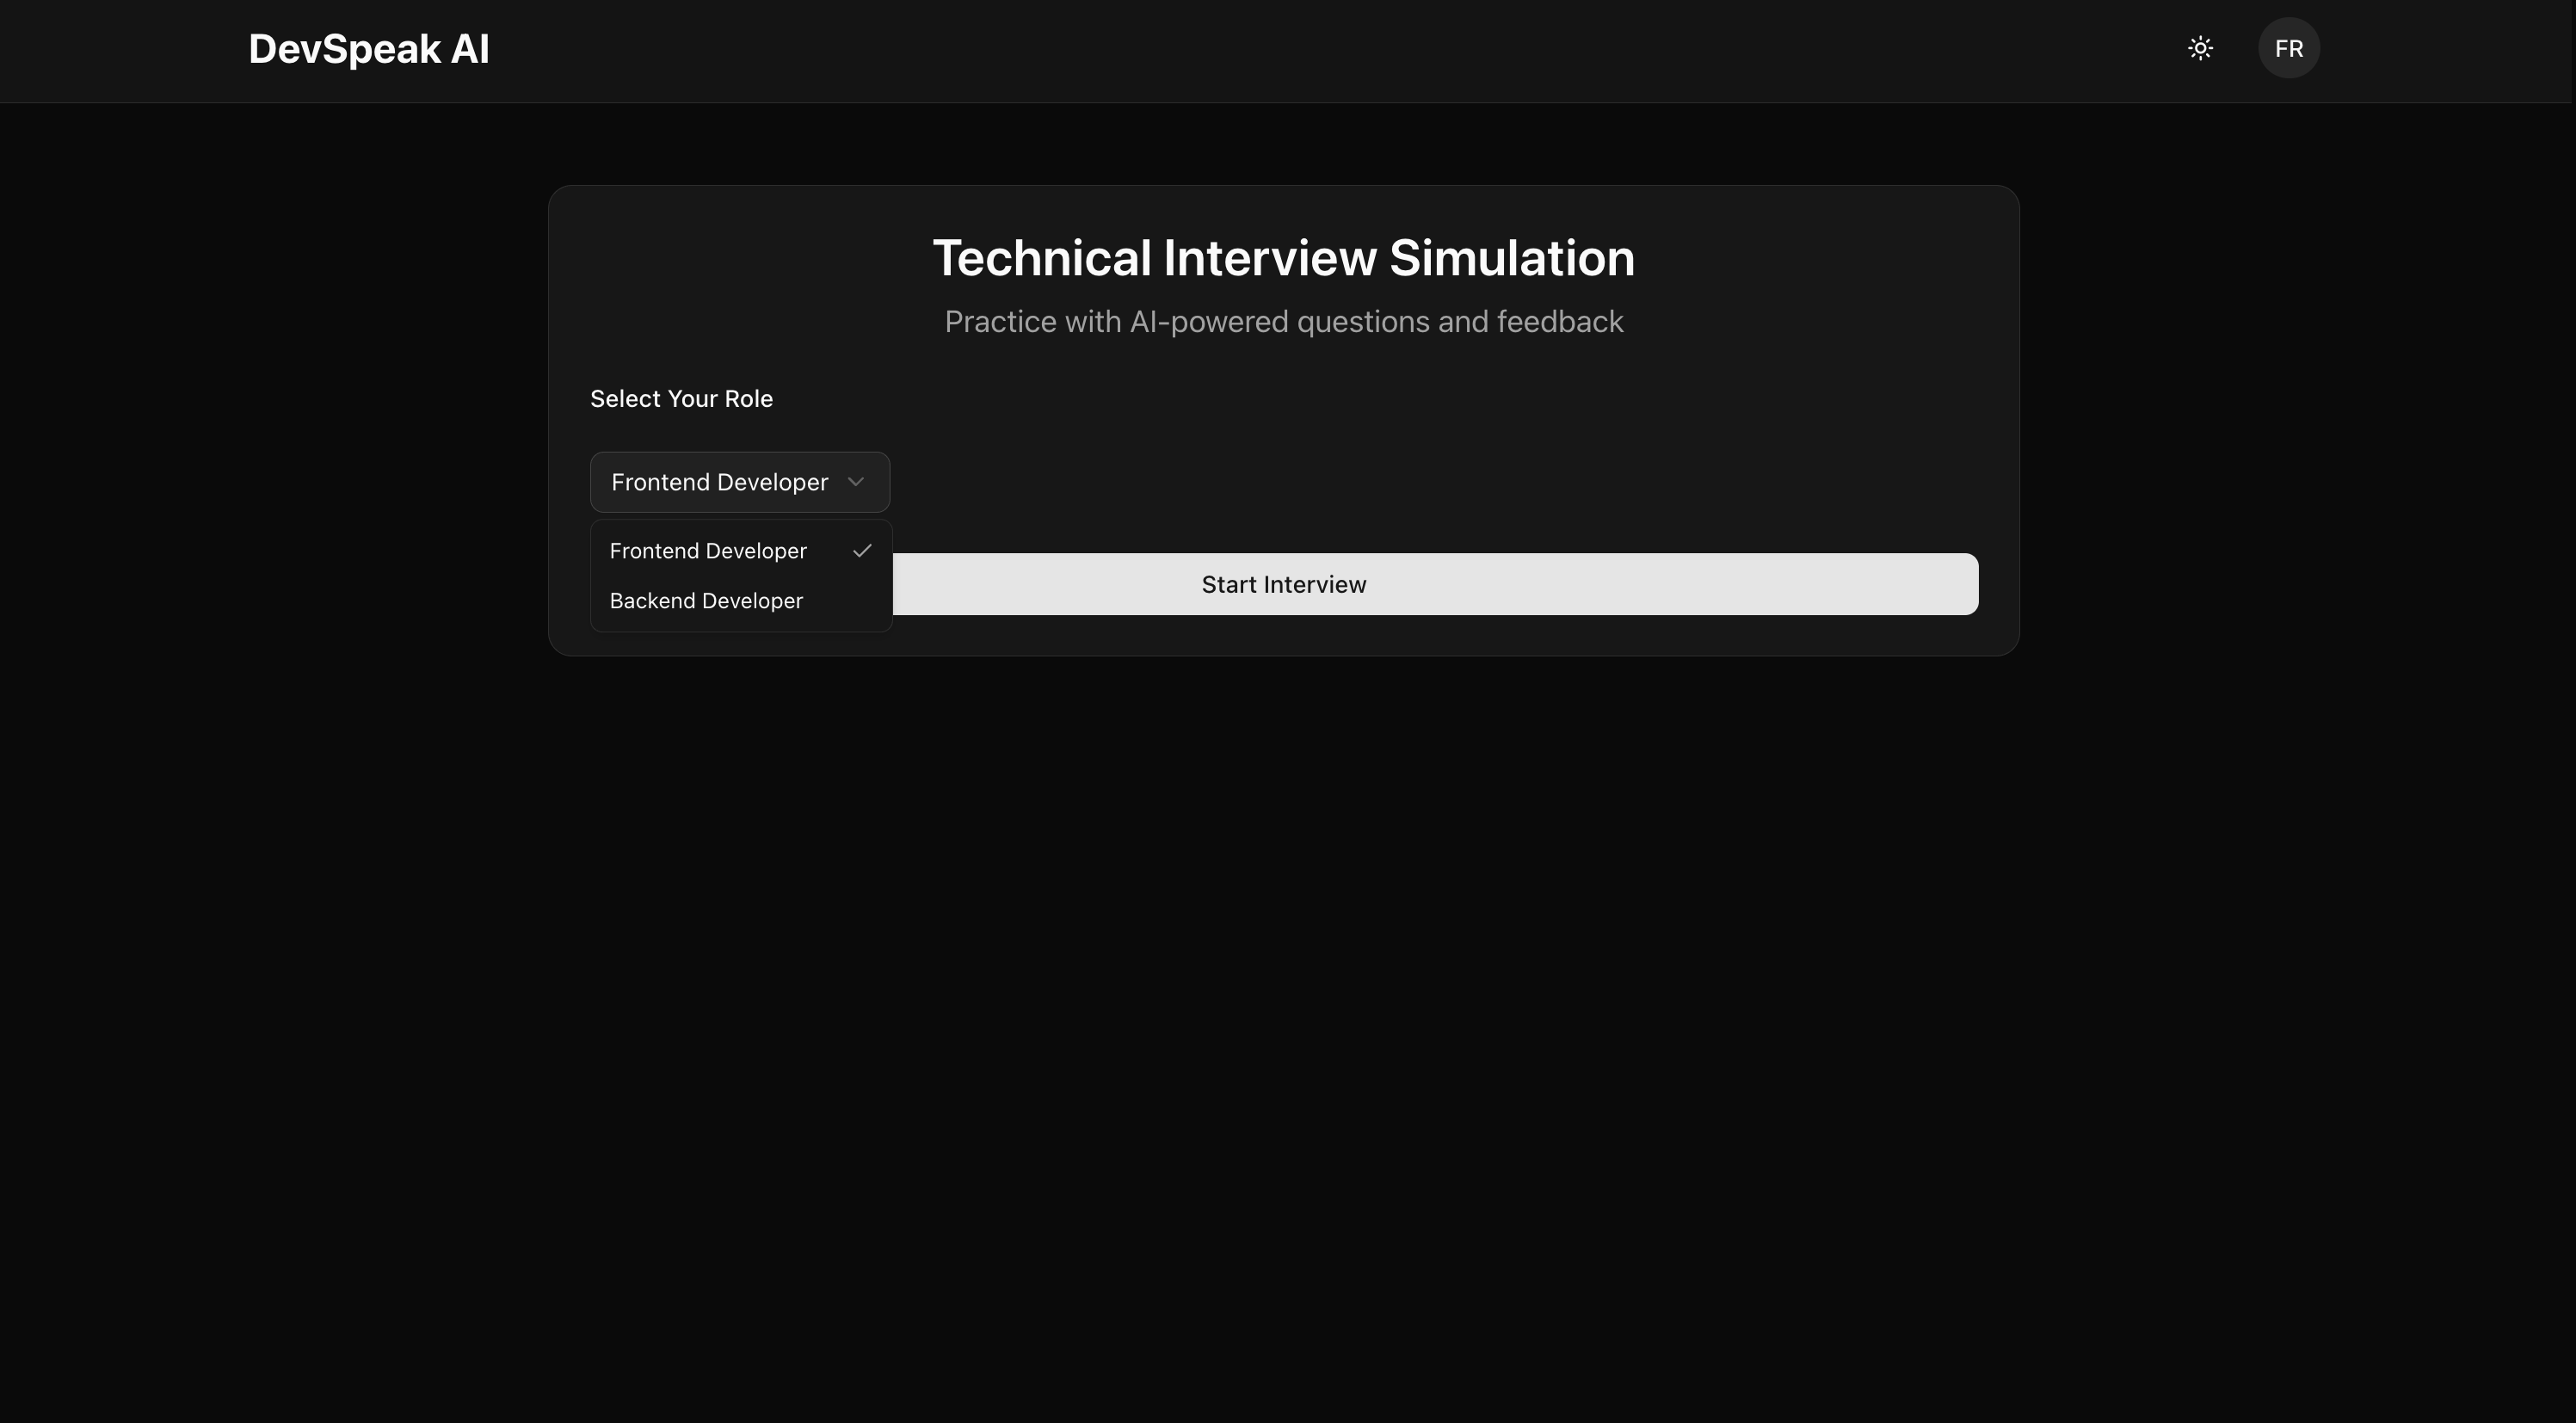 DevSpeak AI
FR
Technical Interview Simulation
Practice with AI-powered questions and feedback
Select Your Role
Frontend Developer
Frontend Developer
Backend Developer
Start Interview